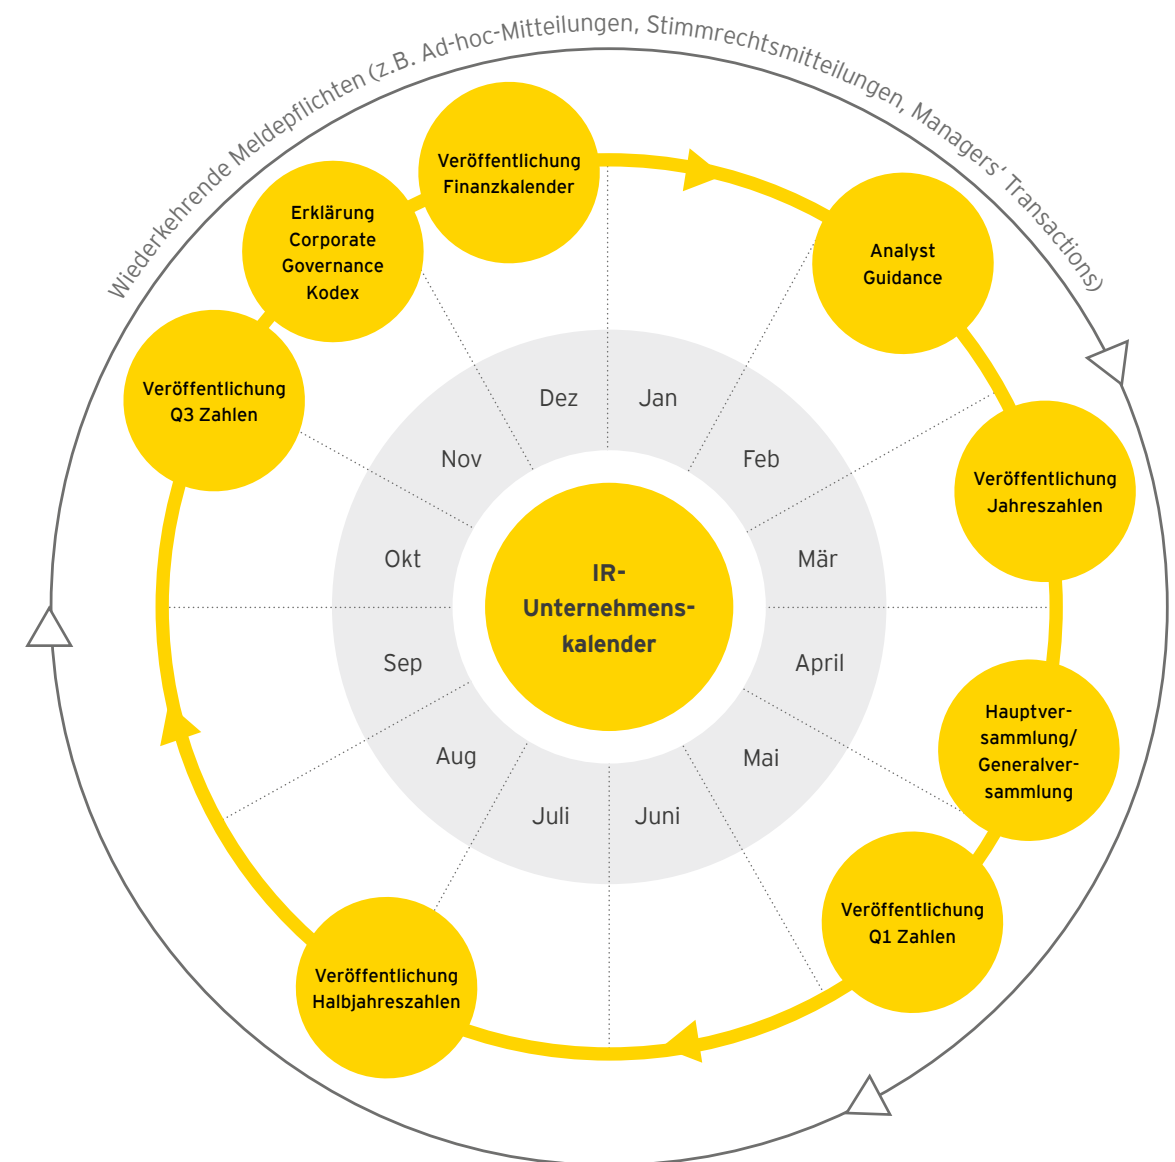 Wiederkehrende Meldepflichten (z.B. Ad-hoc-Mitteilungen, Stimmrechtsmitteilungen, Managers‘ Transactions)
Veröffentlichung
Finanzkalender
Analyst
Guidance
Veröffentlichung
Jahreszahlen
Hauptver-
sammlung/
Generalver-
sammlung
Veröffentlichung
Q1 Zahlen
Veröffentlichung
Halbjahreszahlen
Veröffentlichung
Q3 Zahlen
Erklärung
Corporate
Governance
Kodex
Jan
Feb
Mär
April
Mai
Juni
Juli
Aug
Sep
Okt
Nov
Dez
IR-
Unternehmens-
kalender